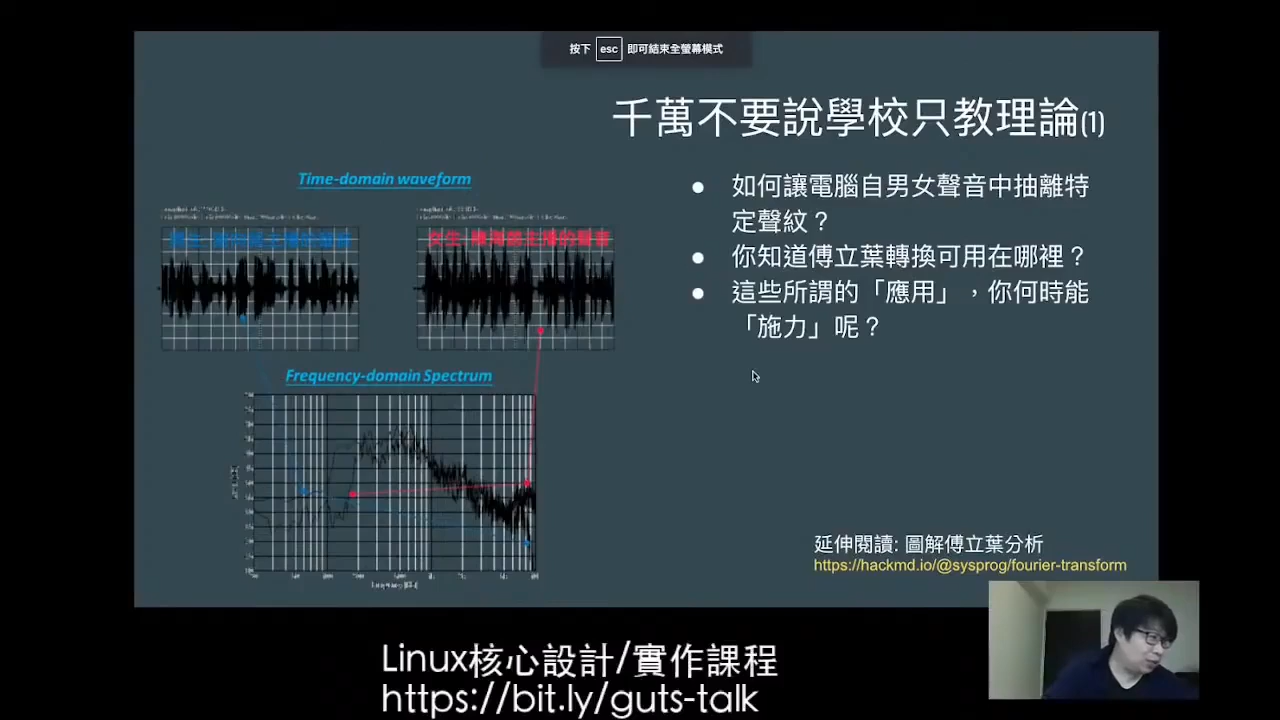 按下 esc 即可結束全螢幕模式
千萬不要說學校只教理論(1)
Time-domain waveform
● 如何讓電腦自男女聲音中抽離特
定聲紋？
● 你知道傅立葉轉換可用在哪裡？
● 這些所謂的「應用」，你何時能
「施力」呢？
Frequency-domain Spectrum
延伸閱讀: 圖解傅立葉分析
https://hackmd.io/@sysprog/fourier-transform
Linux核心設計/實作課程
https://bit.ly/guts-talk